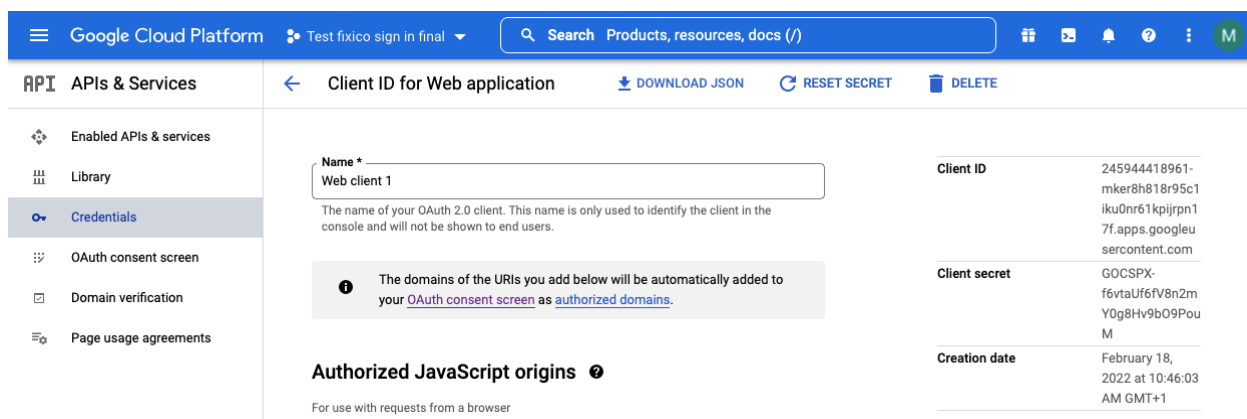 Google Cloud Platform
Test fixico sign in final
Search Products, resources, docs (/)
M
API APIs & Services
Client ID for Web application
DOWNLOAD JSON
RESET SECRET
DELETE
Enabled APIs & services
Library
Credentials
OAuth consent screen
Domain verification
Page usage agreements
Name *
Web client 1
The name of your OAuth 2.0 client. This name is only used to identify the client in the
console and will not be shown to end users.
The domains of the URIs you add below will be automatically added to
your OAuth consent screen as authorized domains.
Authorized JavaScript origins
For use with requests from a browser
Client ID
245944418961-
mker8h818r95c1
iku0nr61kpijrpn1
7f.apps.googleu
sercontent.com
Client secret
GOCSPX-
f6vtaUf6fV8n2m
Y0g8Hv9bO9Pou
M
Creation date
February 18,
2022 at 10:46:03
AM GMT+1